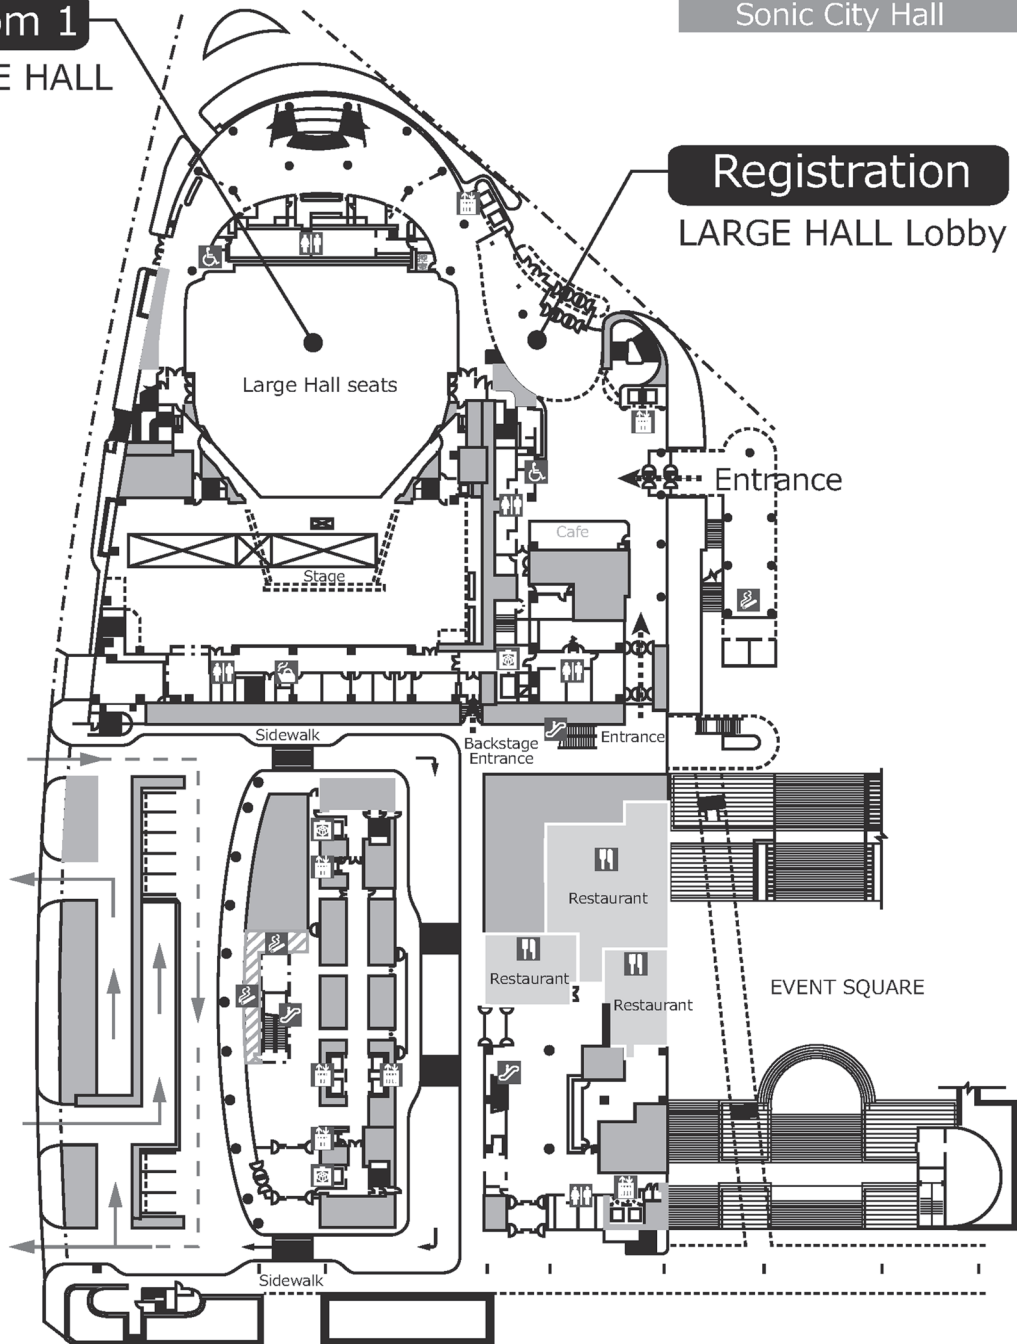 Sonic City Hall
om 1
E HALL
Registration
LARGE HALL Lobby
Large Hall seats
Entrance
Cafe
Stage
Sidewalk
Backstage
Entrance
Entrance
Restaurant
Restaurant
Restaurant
EVENT SQUARE
Sidewalk